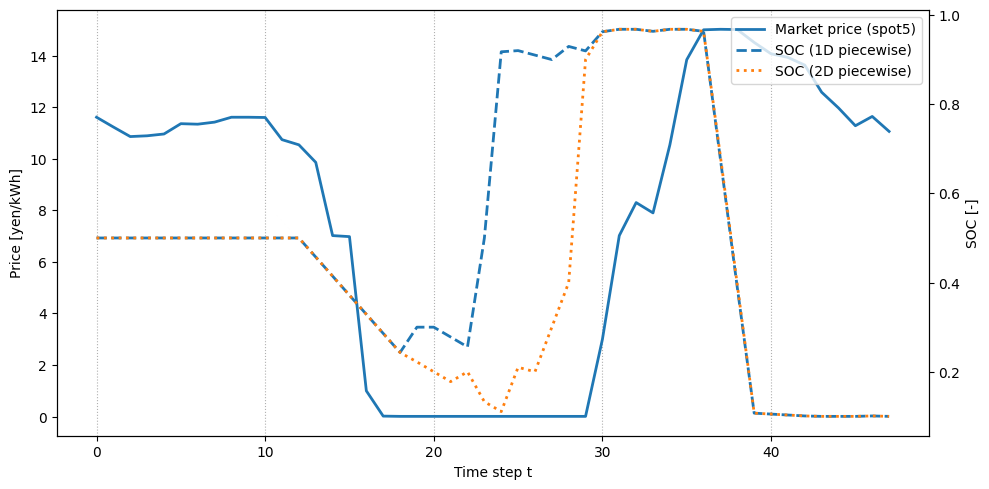 Market price (spot5)
SOC (1D piecewise)
SOC (2D piecewise)
Price [yen/kWh]
14
12
10
8
6
4
2
0
1.0
0.8
0.6
0.4
0.2
SOC [-]
0 10 20 30 40
Time step t